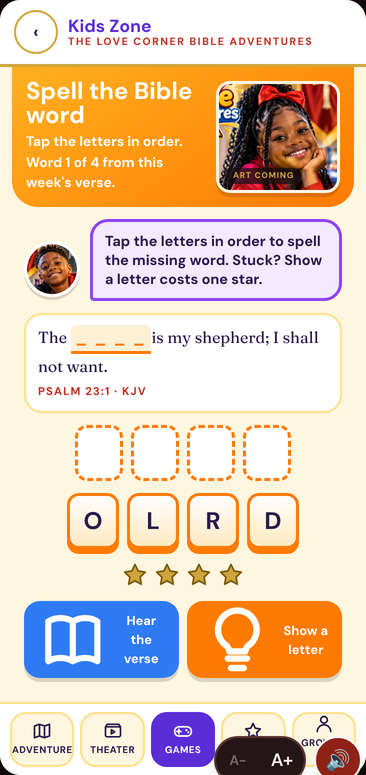 ‹
Kids Zone
THE LOVE CORNER BIBLE ADVENTURES
Spell the Bible
word
Tap the letters in order.
Word 1 of 4 from this
week's verse.
ART COMING
Tap the letters in order to spell
the missing word. Stuck? Show
a letter costs one star.
The _ _ _ _ is my shepherd; I shall
not want.
PSALM 23:1 · KJV
O L R D
Hear
the
verse
Show a
letter
ADVENTURE THEATER GAMES
A- A+